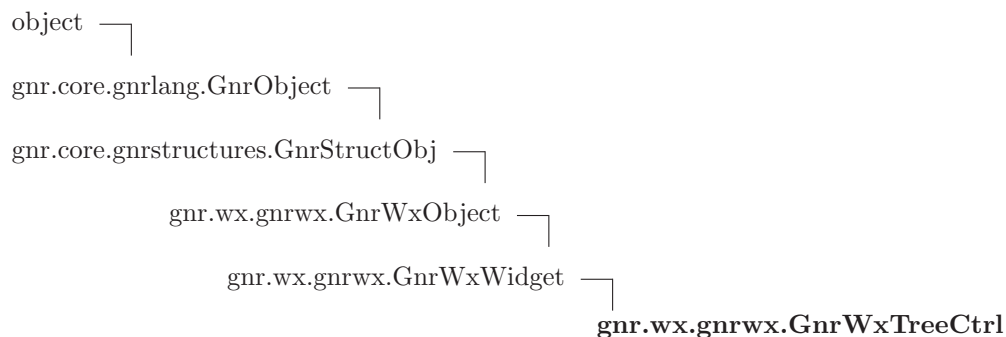 object
gnr.core.gnrlang.GnrObject
gnr.core.gnrstructures.GnrStructObj
gnr.wx.gnrwx.GnrWxObject
gnr.wx.gnrwx.GnrWxWidget
gnr.wx.gnrwx.GnrWxTreeCtrl